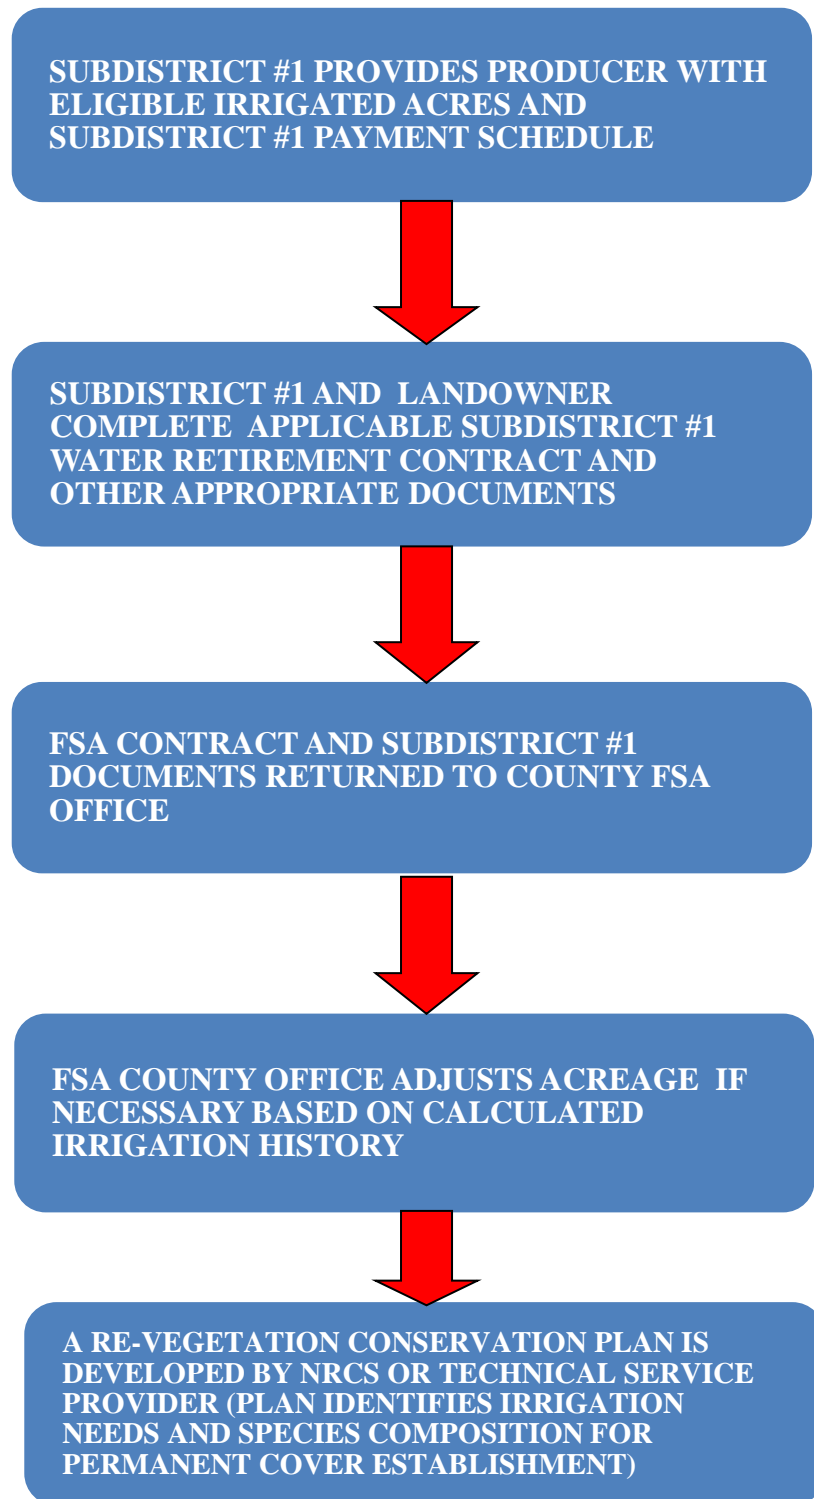 SUBDISTRICT #1 PROVIDES PRODUCER WITH
ELIGIBLE IRRIGATED ACRES AND
SUBDISTRICT #1 PAYMENT SCHEDULE
SUBDISTRICT #1 AND LANDOWNER
COMPLETE APPLICABLE SUBDISTRICT #1
WATER RETIREMENT CONTRACT AND
OTHER APPROPRIATE DOCUMENTS
FSA CONTRACT AND SUBDISTRICT #1
DOCUMENTS RETURNED TO COUNTY FSA
OFFICE
FSA COUNTY OFFICE ADJUSTS ACREAGE IF
NECESSARY BASED ON CALCULATED
IRRIGATION HISTORY
A RE-VEGETATION CONSERVATION PLAN IS
DEVELOPED BY NRCS OR TECHNICAL SERVICE
PROVIDER (PLAN IDENTIFIES IRRIGATION
NEEDS AND SPECIES COMPOSITION FOR
PERMANENT COVER ESTABLISHMENT)